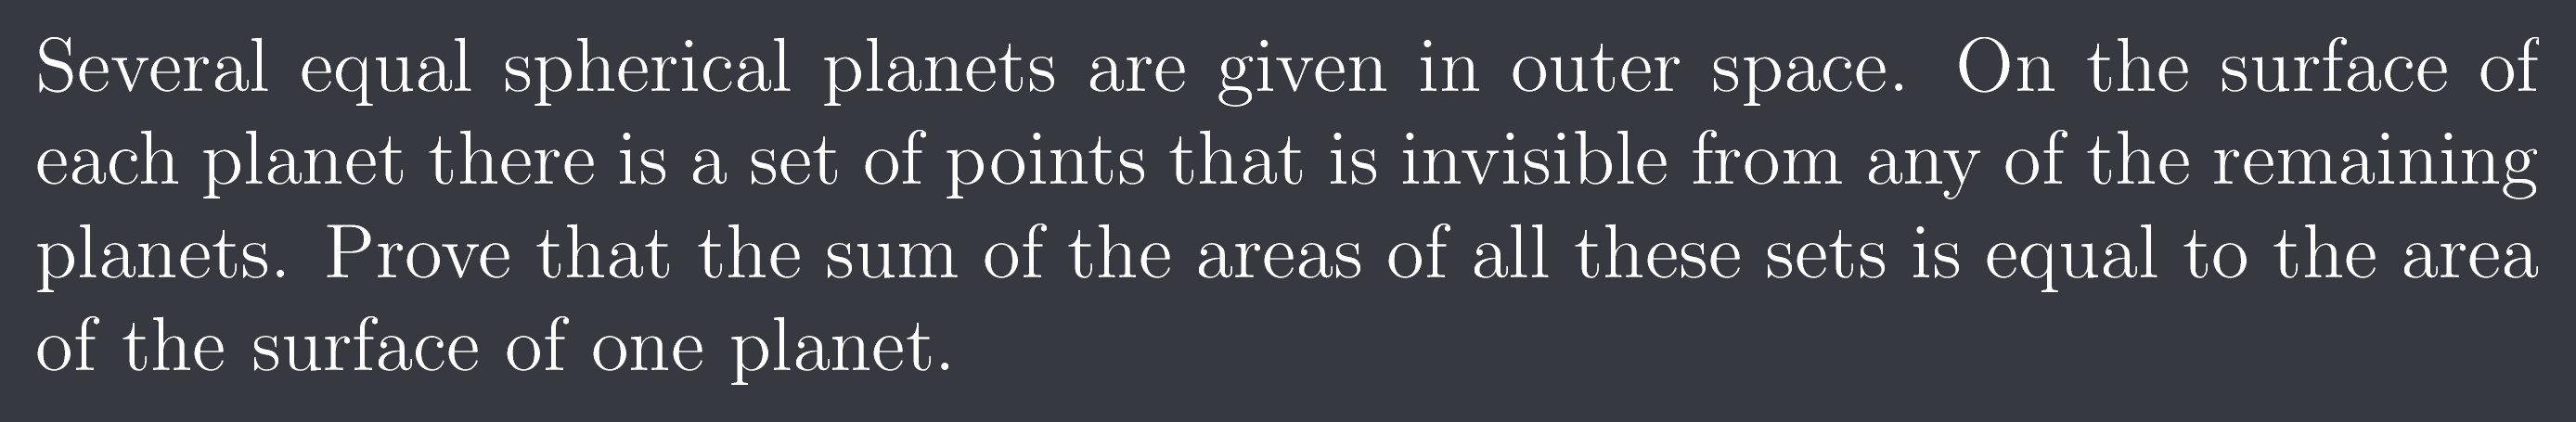 Several equal spherical planets are given in outer space. On the surface of
each planet there is a set of points that is invisible from any of the remaining
planets. Prove that the sum of the areas of all these sets is equal to the area
of the surface of one planet.